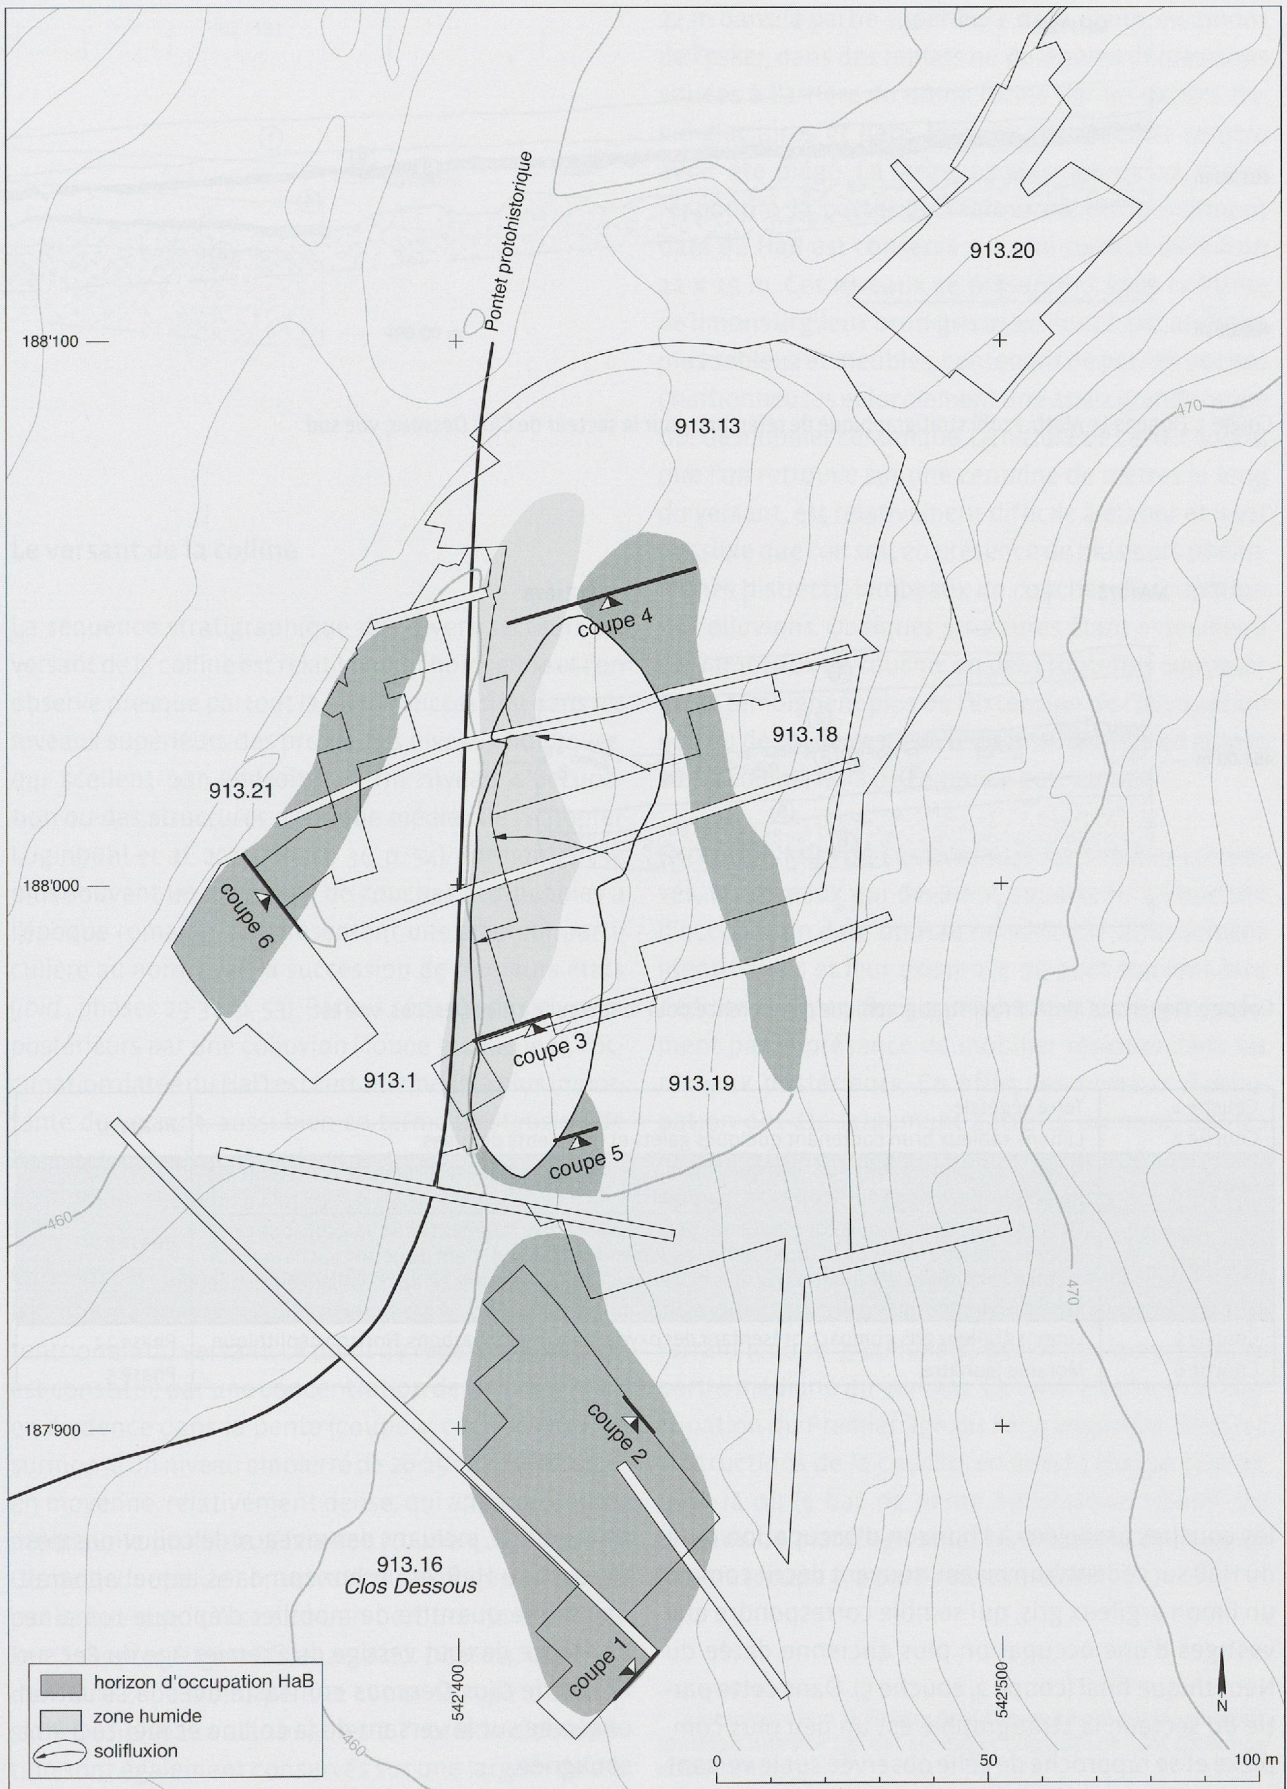 Pontet protohistorique
913.20
188'100
470
913.13
coupe 4
913.18
913.21
188'000
coupe 6
coupe 3
913.1
913.19
coupe 5
460
470
coupe 2
187'900
913.16
Clos Dessous
coupe 1
542'400
542'500
N
460
horizon d'occupation HaB
zone humide
solifluxion
0 50 100 m